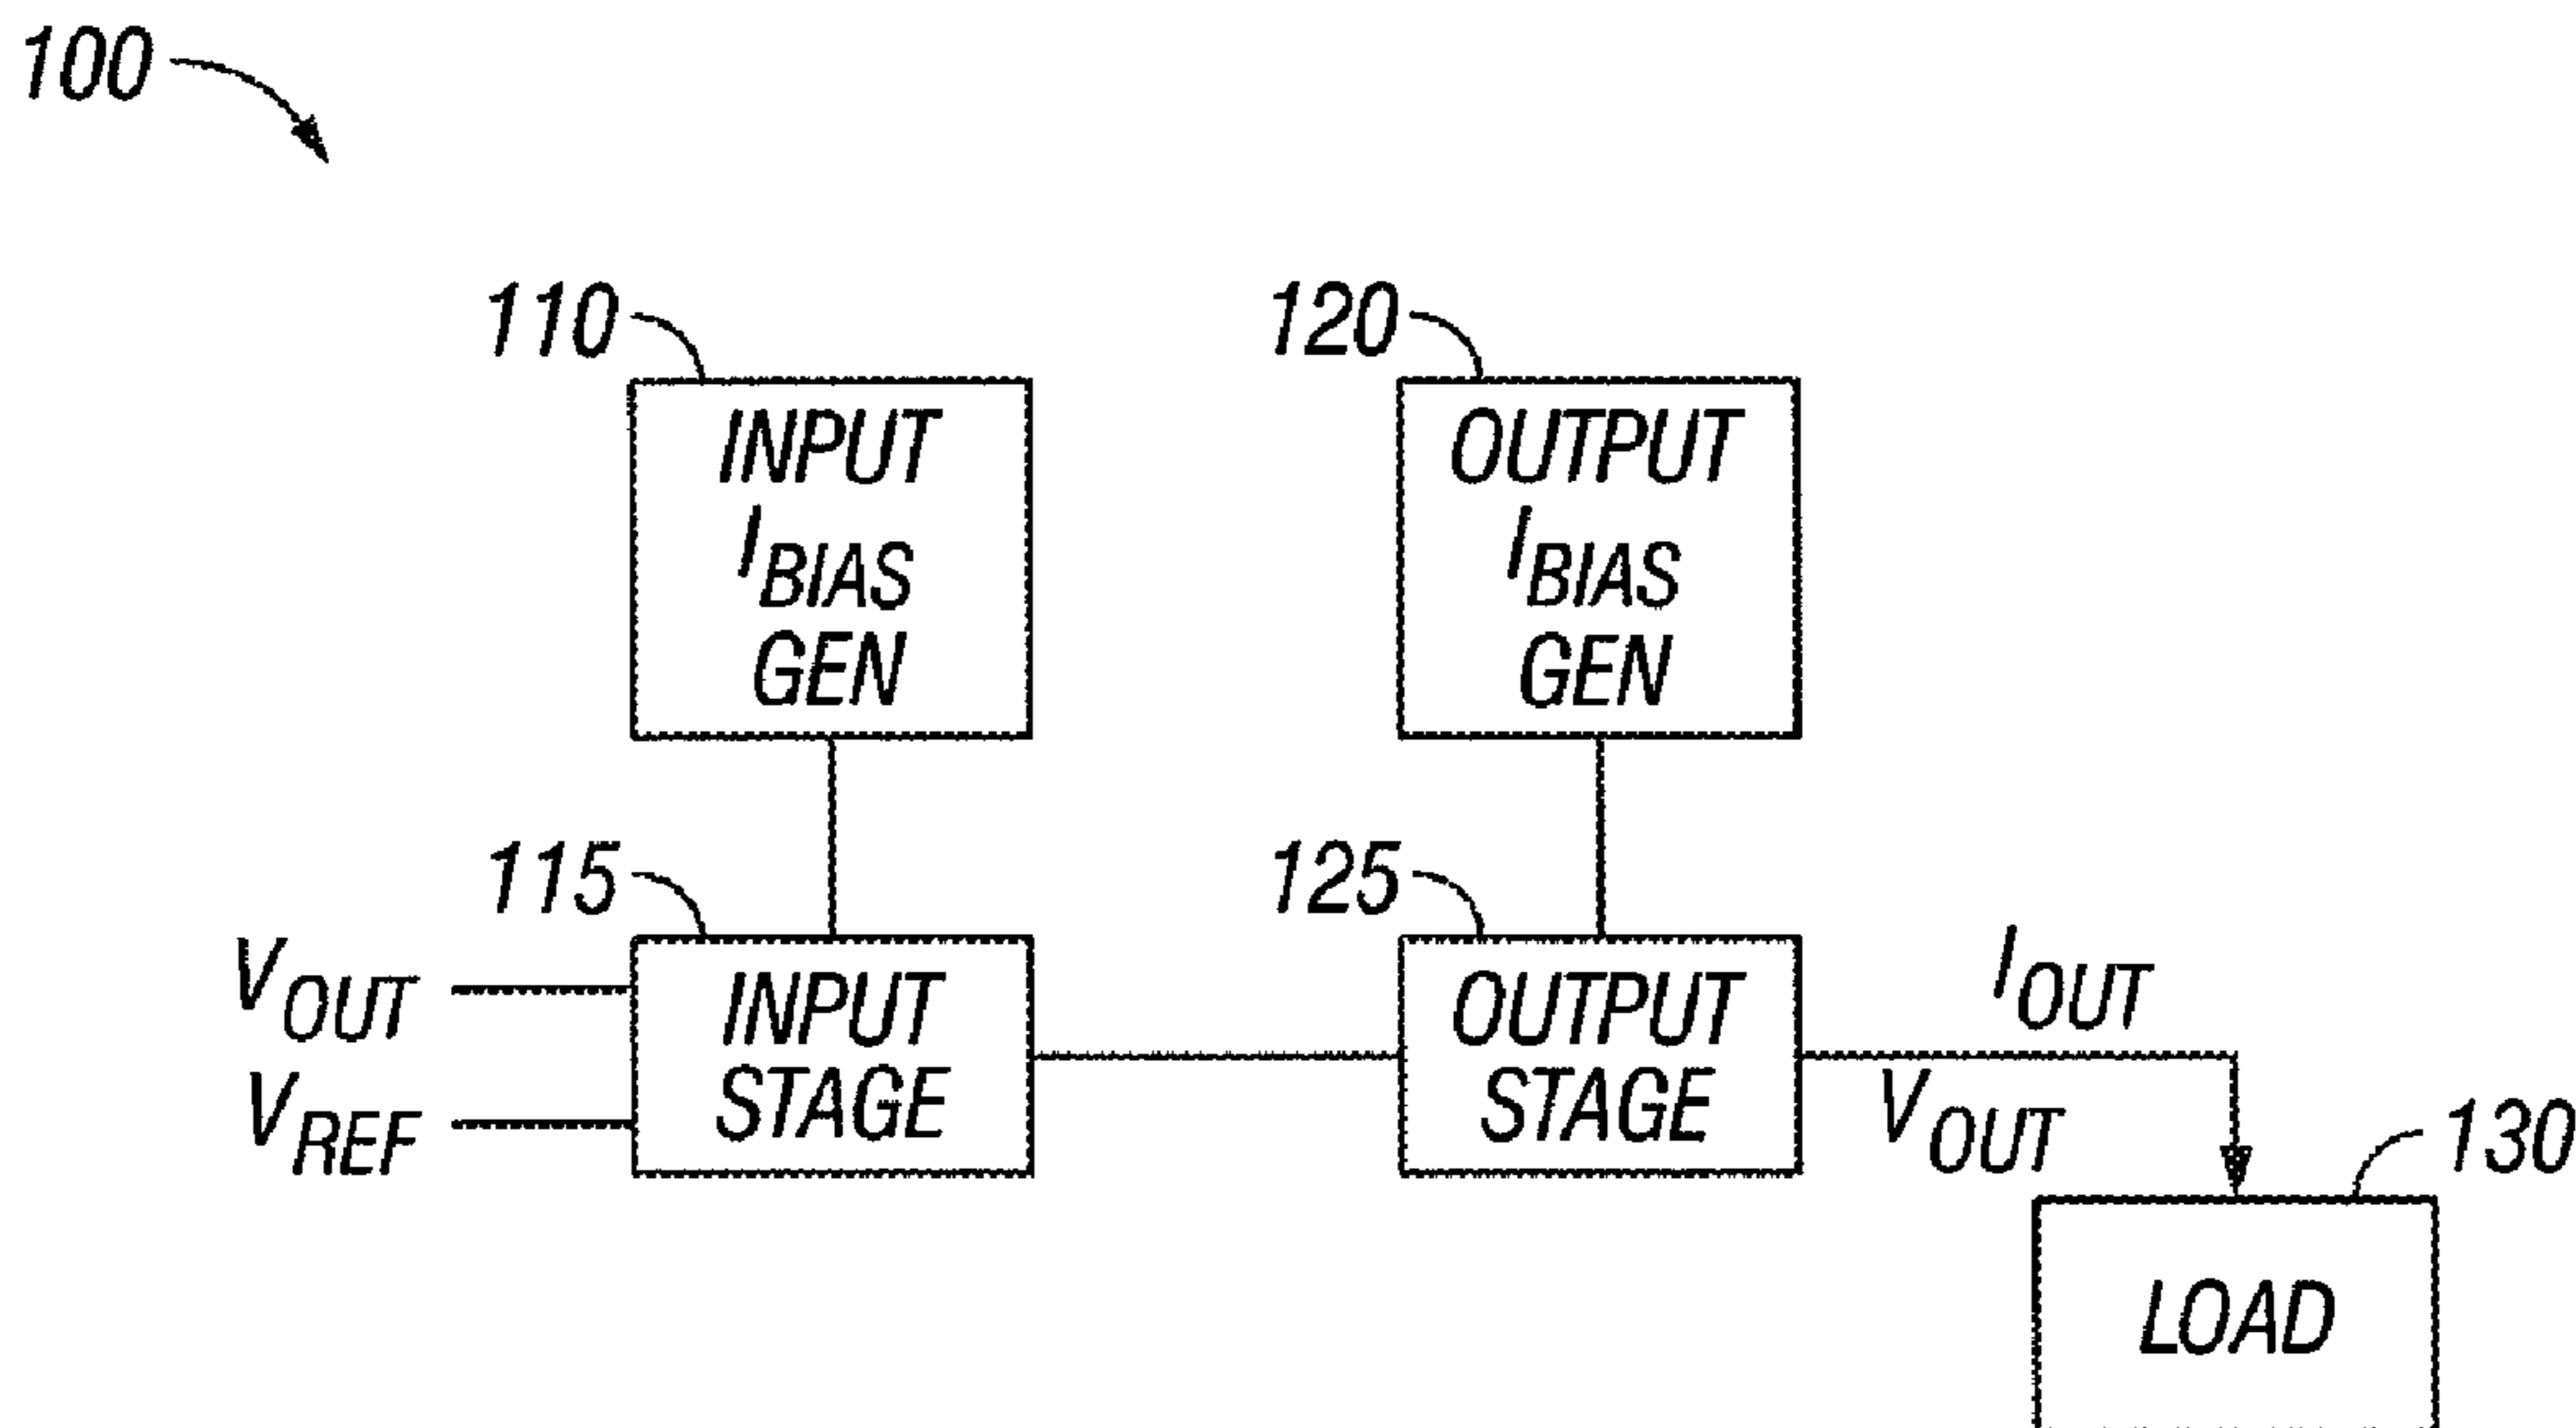 100
110
120
INPUT
IBIAS
GEN
OUTPUT
IBIAS
GEN
115
125
VOUT
VREF
INPUT
STAGE
OUTPUT
STAGE
IOUT
VOUT
130
LOAD